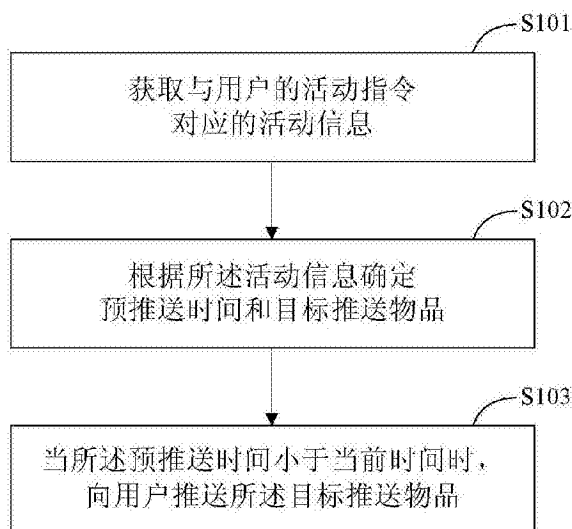 S101
获取与用户的活动指令
对应的活动信息
S102
根据所述活动信息确定
预推送时间和目标推送物品
S103
当所述预推送时间小于当前时间时，
向用户推送所述目标推送物品